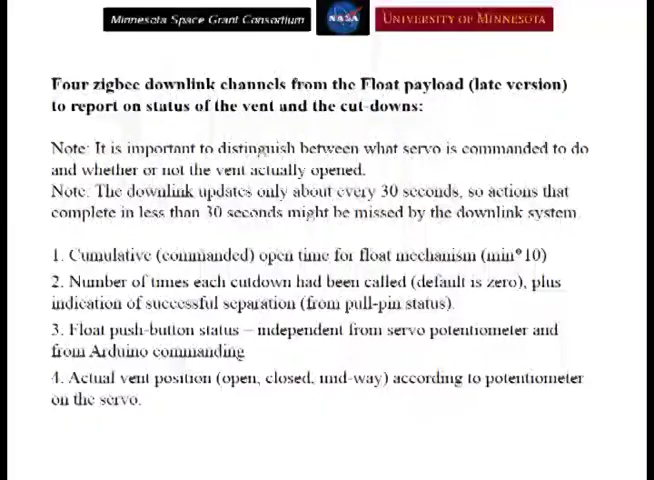 Minnesota Space Grant Consortium
NASA
UNIVERSITY OF MINNESOTA
Four zigbee downlink channels from the Float payload (late version)
to report on status of the vent and the cut-downs:
Note: It is important to distinguish between what servo is commanded to do
and whether or not the vent actually opened.
Note: The downlink updates only about every 30 seconds, so actions that
complete in less than 30 seconds might be missed by the downlink system
1. Cumulative (commanded) open time for float mechanism (min*10)
2. Number of times each cutdown had been called (default is zero), plus
indication of successful separation (from pull-pin status).
3. Float push-button status – independent from servo potentiometer and
from Arduino commanding
4. Actual vent position (open, closed, mid-way) according to potentiometer
on the servo.